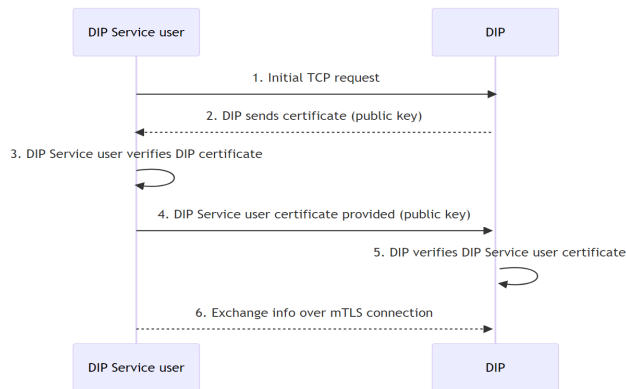 DIP Service user
DIP
1. Initial TCP request
2. DIP sends certificate (public key)
3. DIP Service user verifies DIP certificate
4. DIP Service user certificate provided (public key)
5. DIP verifies DIP Service user certificate
6. Exchange info over mTLS connection
DIP Service user
DIP